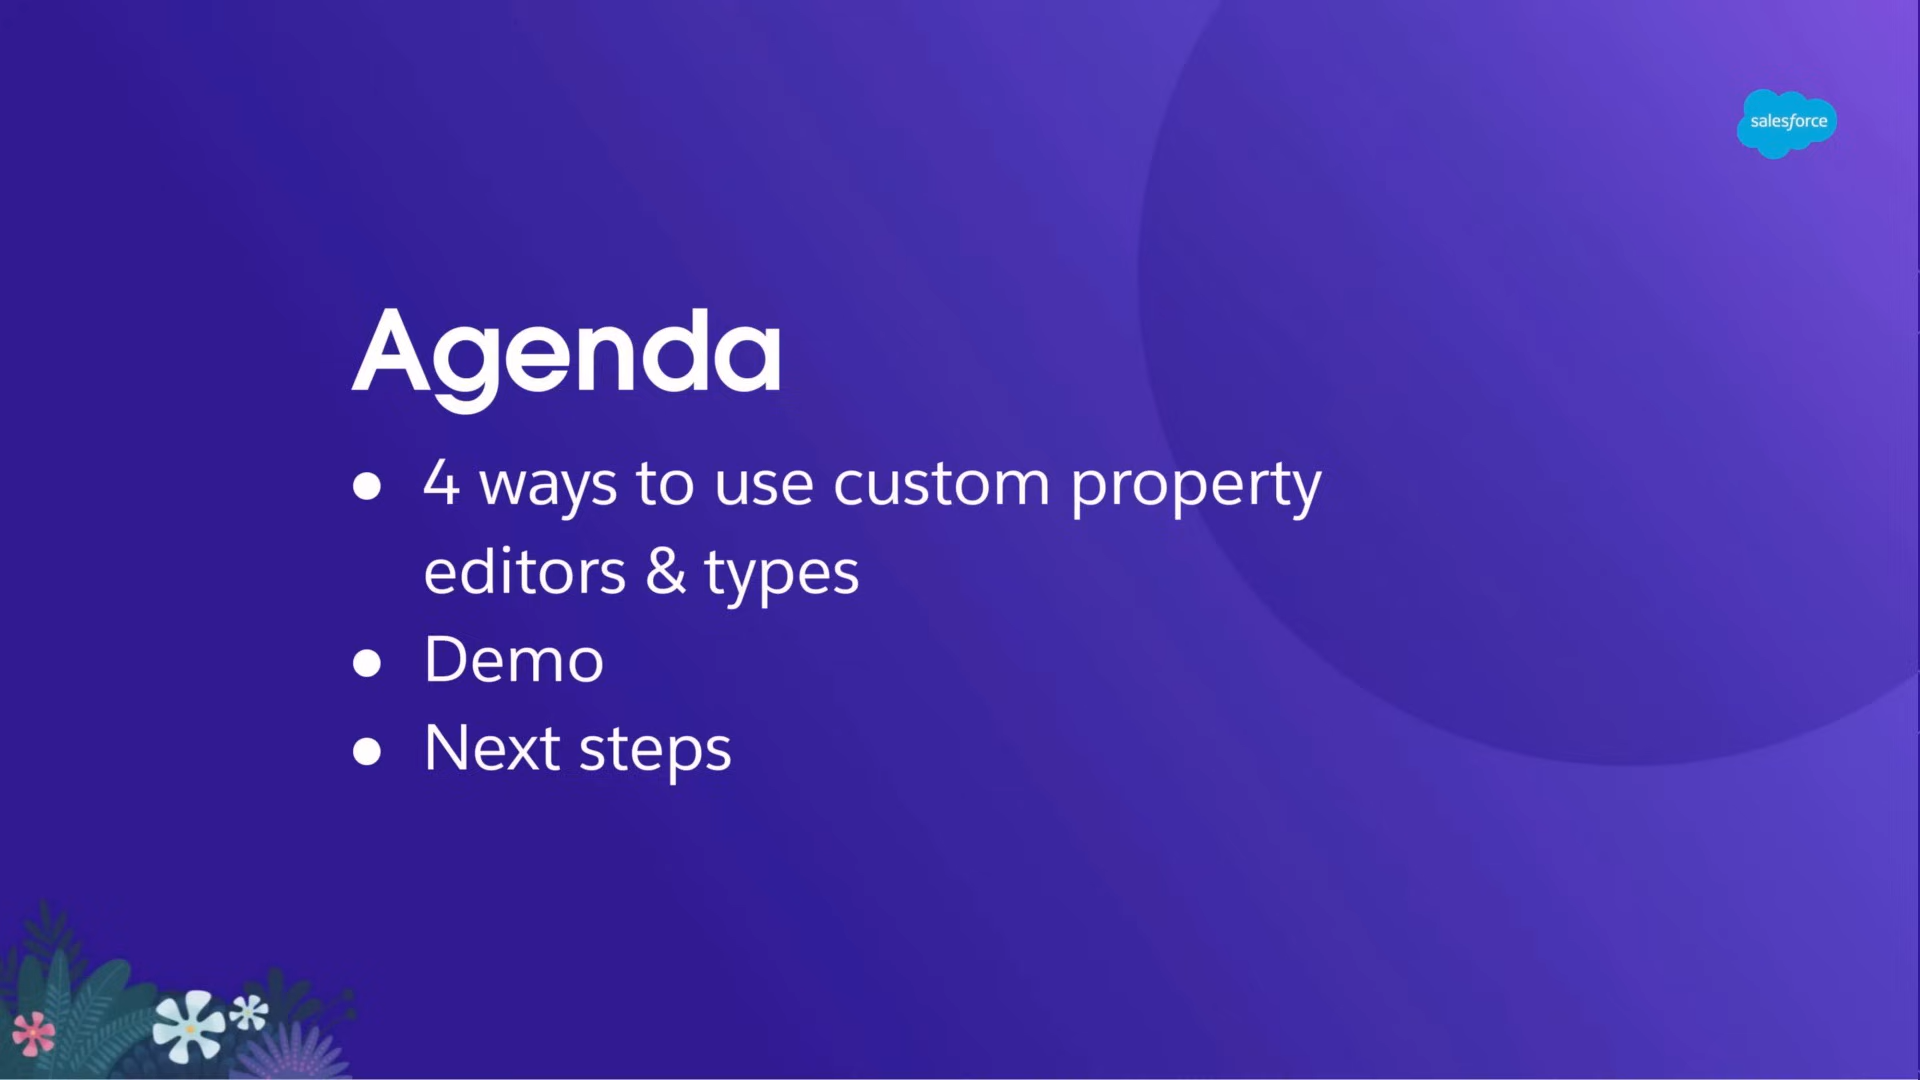 salesforce
Agenda
● 4 ways to use custom property
editors & types
● Demo
● Next steps